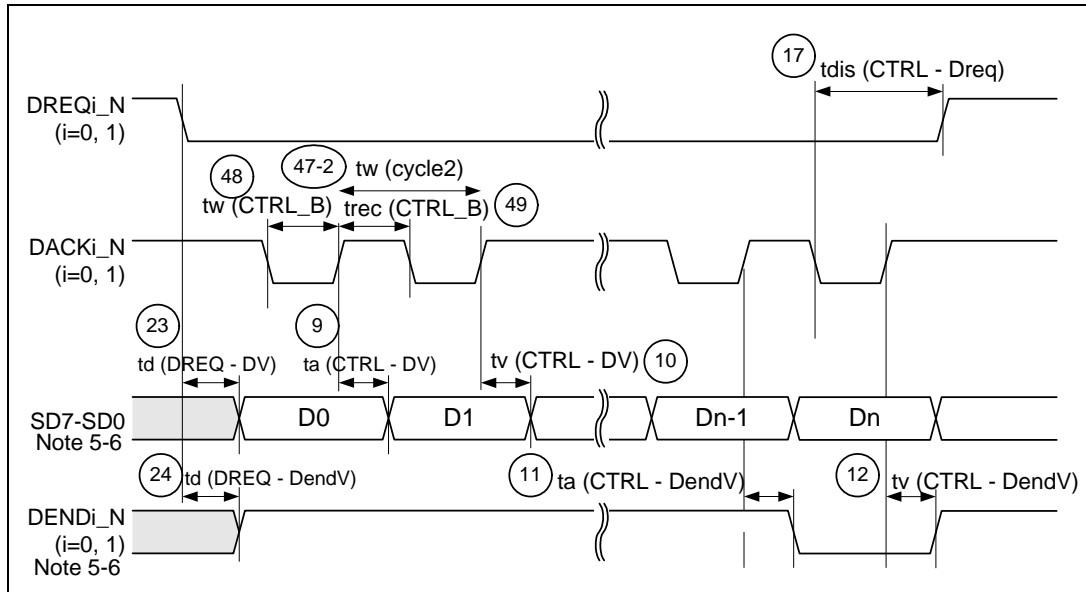 17
tdis (CTRL - Dreq)
DREQi_N
(i=0, 1)
47-2
tw (cycle2)
48
tw (CTRL_B)
trec (CTRL_B)
49
DACKi_N
(i=0, 1)
23
9
td (DREQ - DV)
ta (CTRL - DV)
tv (CTRL - DV)
10
SD7-SD0
Note 5-6
D0
D1
Dn-1
Dn
24
td (DREQ - DendV)
11
ta (CTRL - DendV)
12
tv (CTRL - DendV)
DENDi_N
(i=0, 1)
Note 5-6